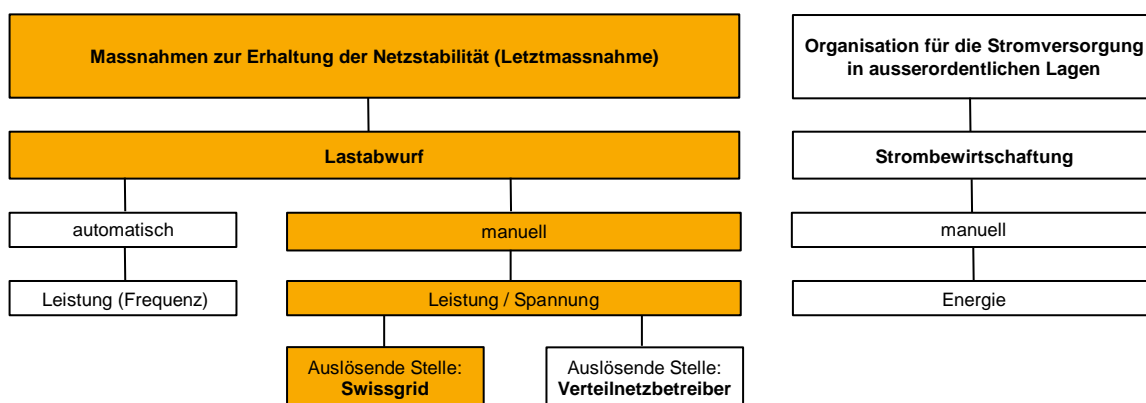 Massnahmen zur Erhaltung der Netzstabilität (Letztmassnahme)
Lastabwurf
automatisch
Leistung (Frequenz)
manuell
Leistung / Spannung
Auslösende Stelle:
Swissgrid
Auslösende Stelle:
Verteilnetzbetreiber
Organisation für die Stromversorgung
in ausserordentlichen Lagen
Strombewirtschaftung
manuell
Energie